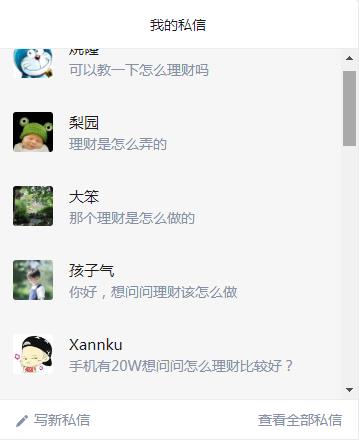 我的私信
可以教一下怎么理财吗
梨园
理财是怎么弄的
大笨
那个理财是怎么做的
孩子气
你好，想问问理财该怎么做
Xannku
手机有20W想问问怎么理财比较好？
写新私信
查看全部私信